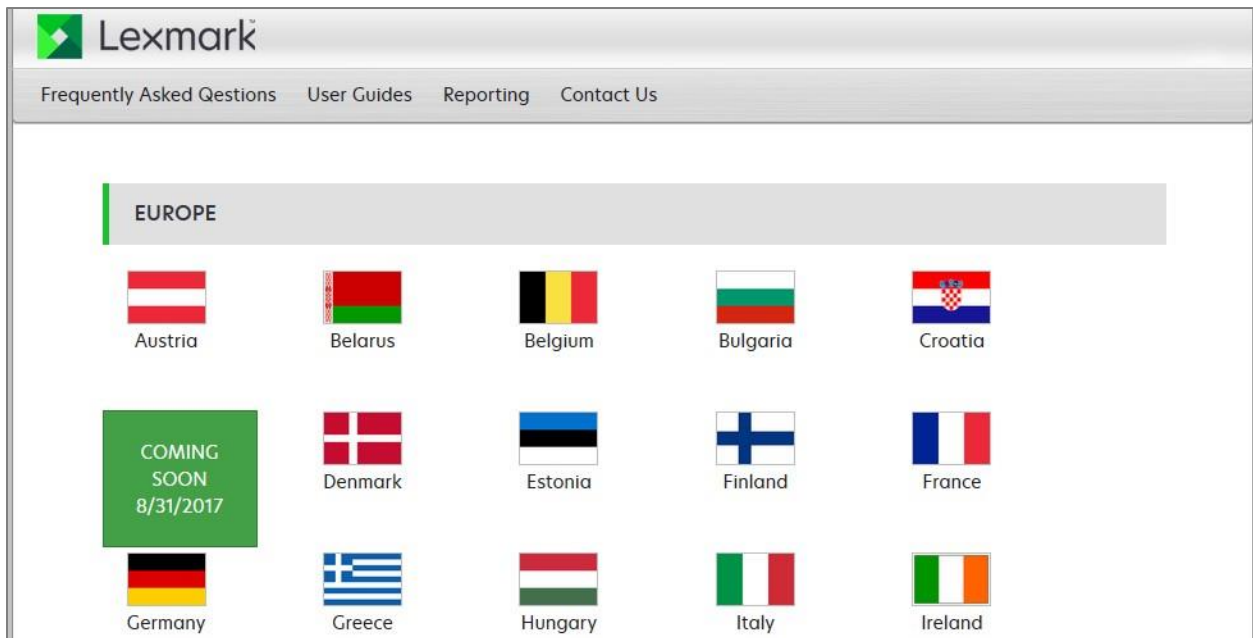 Lexmark™
Frequently Asked Qestions User Guides Reporting Contact Us
EUROPE
Austria Belarus Belgium Bulgaria Croatia
COMING
SOON
8/31/2017
Denmark Estonia Finland France
Germany Greece Hungary Italy Ireland